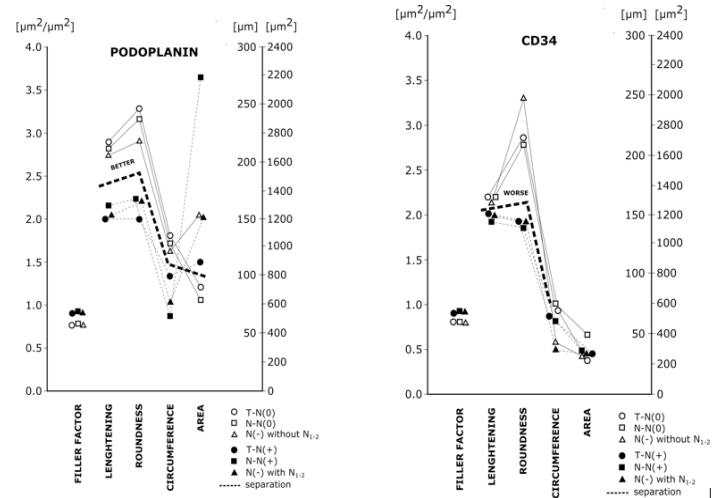 [µm²/µm²] [µm] [µm²]
PODOPLANIN
4.0 300 2400
2200
3.5 250 2000
3.0 1800
200 1600
2.5 BETTER
1400
2.0 150 1200
1000
1.5
100 800
1.0 600
50 400
0.5
200
0.0 0 0
FILLER FACTOR
LENGHTENING
ROUNDNESS
CIRCUMFERENCE
AREA
T-N(0)
N-N(0)
N(-) without N₁₋₂
T-N(+)
N-N(+)
N(-) with N₁₋₂
separation
[µm²/µm²] [µm] [µm²]
CD34
4.0 300 2400
2200
3.5 250 2000
3.0 1800
200 1600
2.5
1400
WORSE
2.0 150 1200
1000
1.5
100 800
1.0 600
50 400
0.5
200
0.0 0 0
FILLER FACTOR
LENGHTENING
ROUNDNESS
CIRCUMFERENCE
AREA
T-N(0)
N-N(0)
N(-) without N₁₋₂
T-N(+)
N-N(+)
N(-) with N₁₋₂
separation